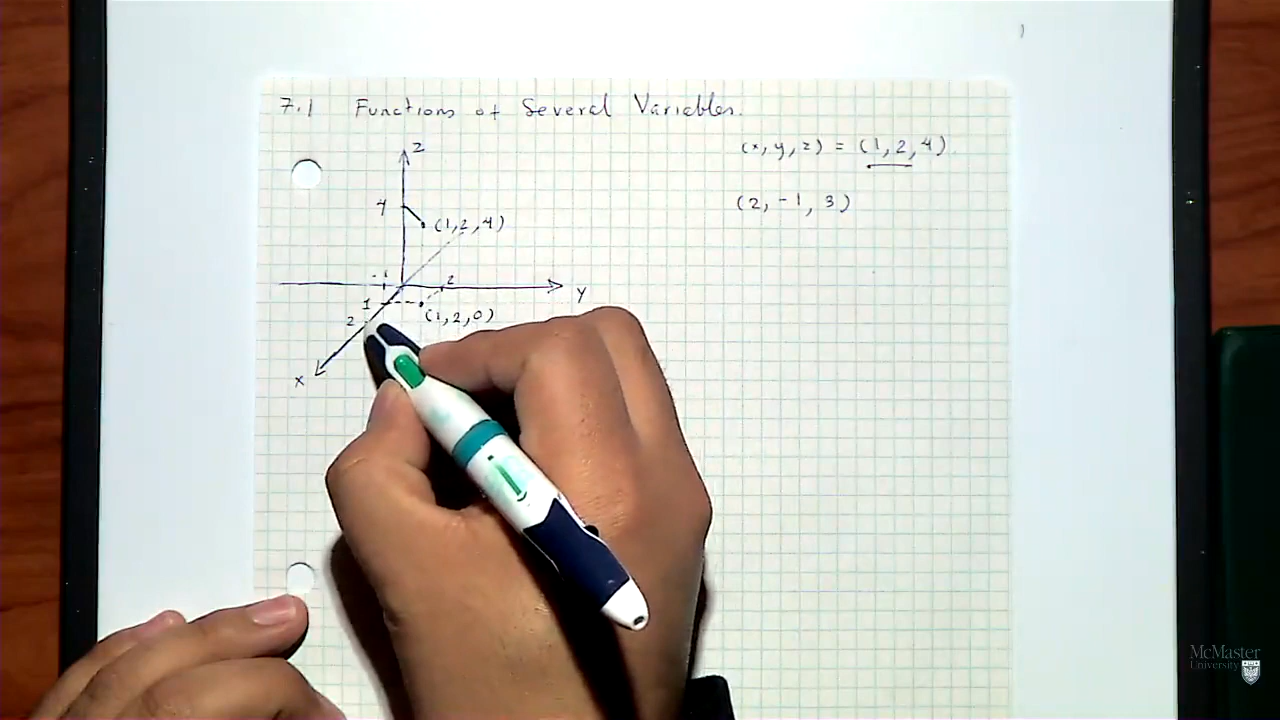 7.1 Functions of Several Variables.
(x, y, z) = (1, 2, 4).
(2, -1, 3)
z
4
(1, 2, 4)
-1
2
y
1
(1, 2, 0)
2
x
McMaster
University